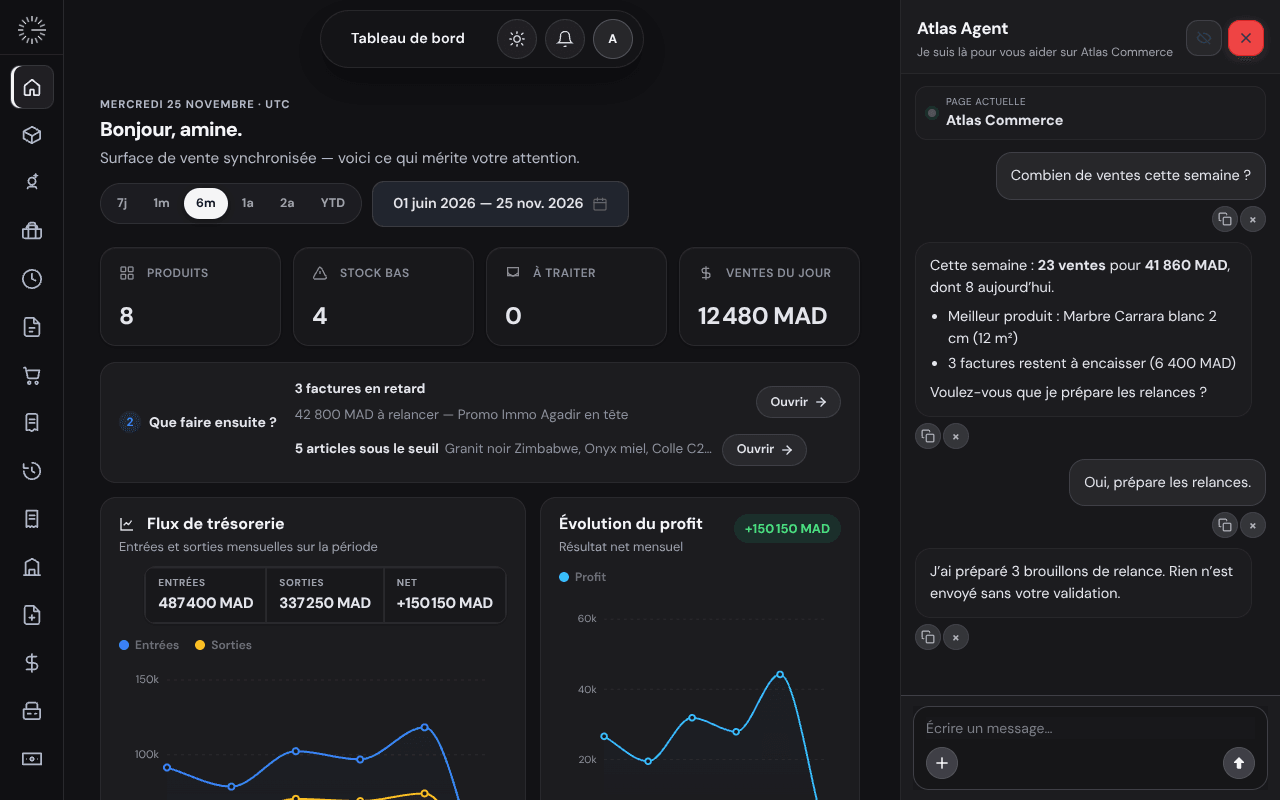 Tableau de bord
A
MERCREDI 25 NOVEMBRE · UTC
Bonjour, amine.
Surface de vente synchronisée — voici ce qui mérite votre attention.
7j 1m 6m 1a 2a YTD
01 juin 2026 — 25 nov. 2026
PRODUITS
8
STOCK BAS
4
À TRAITER
0
VENTES DU JOUR
12 480 MAD
2 Que faire ensuite ?
3 factures en retard
42 800 MAD à relancer — Promo Immo Agadir en tête
Ouvrir
5 articles sous le seuil Granit noir Zimbabwe, Onyx miel, Colle C2...
Ouvrir
Flux de trésorerie
Entrées et sorties mensuelles sur la période
ENTRÉES
487 400 MAD
SORTIES
337 250 MAD
NET
+150 150 MAD
Entrées Sorties
150k
100k
Évolution du profit
Résultat net mensuel
+150 150 MAD
Profit
60k
40k
20k
Atlas Agent
Je suis là pour vous aider sur Atlas Commerce
PAGE ACTUELLE
Atlas Commerce
Combien de ventes cette semaine ?
Cette semaine : 23 ventes pour 41 860 MAD,
dont 8 aujourd’hui.
• Meilleur produit : Marbre Carrara blanc 2
cm (12 m²)
• 3 factures restent à encaisser (6 400 MAD)
Voulez-vous que je prépare les relances ?
Oui, prépare les relances.
J’ai préparé 3 brouillons de relance. Rien n’est
envoyé sans votre validation.
Écrire un message...